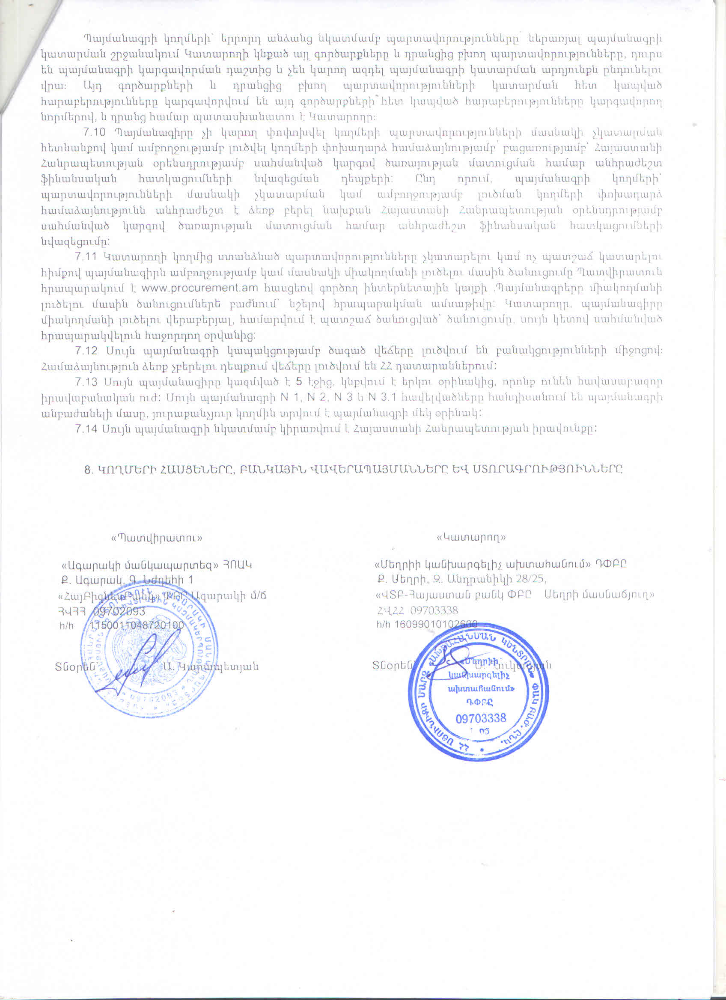 Պայմանագրի կողմերի՝ երրորդ անձանց նկատմամբ պարտավորությունները՝ ներառյալ պայմանագրի
կատարման շրջանակում Կատարողի կնքած այլ գործարքները և դրանցից բխող պարտավորությունները, դուրս
են պայմանագրի կարգավորման դաշտից և չեն կարող ազդել պայմանագրի կատարման արդյունքն ընդունելու
վրա: Այդ գործարքների և դրանցից բխող պարտավորությունների կատարման հետ կապված
հարաբերությունները կարգավորվում են այդ գործարքների հետ կապված հարաբերությունները կարգավորող
նորմերով, և դրանց համար պատասխանատու է Կատարողը:
7.10 Պայմանագիրը չի կարող փոփոխվել կողմերի պարտավորությունների մասնակի չկատարման
հետևանքով կամ ամբողջությամբ լուծվել կողմերի փոխադարձ համաձայնությամբ՝ բացառությամբ՝ Հայաստանի
Հանրապետության օրենսդրությամբ սահմանված կարգով ծառայության մատուցման համար անհրաժեշտ
ֆինանսական հատկացումների նվազեցման դեպքերի: Ընդ որում, պայմանագրի կողմերի՝
պարտավորությունների մասնակի չկատարման կամ ամբողջությամբ լուծման կողմերի փոխադարձ
համաձայնությունն անհրաժեշտ է ձեռք բերել նախքան Հայաստանի Հանրապետության օրենսդրությամբ
սահմանված կարգով ծառայության մատուցման համար անհրաժեշտ ֆինանսական հատկացումների
նվազեցումը:
7.11 Կատարողի կողմից ստանձնած պարտավորությունները չկատարելու կամ ոչ պատշաճ կատարելու
հիմքով պայմանագիրն ամբողջությամբ կամ մասնակի միակողմանի լուծելու մասին ծանուցումը Պատվիրատուն
հրապարակում է www.procurement.am հասցեով գործող ինտերնետային կայքի .Պայմանագրերը միակողմանի
լուծելու մասին ծանուցումներե բաժնում՝ նշելով հրապարակման ամսաթիվը: Կատարողը, պայմանագիրը
միակողմանի լուծելու վերաբերյալ, համարվում է պատշաճ ծանուցված՝ ծանուցումը, սույն կետով սահմանված
հրապարակվելուն հաջորդող օրվանից:
7.12 Սույն պայմանագրի կապակցությամբ ծագած վեճերը լուծվում են բանակցությունների միջոցով:
Համաձայնություն ձեռք չբերելու դեպքում վեճերը լուծվում են ՀՀ դատարաններում:
7.13 Սույն պայմանագիրը կազմված է 5 էջից, կնքվում է երկու օրինակից, որոնք ունեն հավասարազոր
իրավաբանական ուժ: Սույն պայմանագրի N 1, N 2, N 3 և N 3.1 հավելվածները հանդիսանում են պայմանագրի
անբաժանելի մասը, յուրաքանչյուր կողմին տրվում է պայմանագրի մեկ օրինակ:
7.14 Սույն պայմանագրի նկատմամբ կիրառվում է Հայաստանի Հանրապետության իրավունքը:
8. ԿՈՂՄԵՐԻ ՀԱՍՑԵՆԵՐԸ, ԲԱՆԿԱՅԻՆ ՎԱՎԵՐԱՊԱՅՄԱՆՆԵՐԸ ԵՎ ՍՏՈՐԱԳՐՈՒԹՅՈՒՆՆԵՐԸ
«Պատվիրատու»
«Ագարակի մանկապարտեզ» ՀՈԱԿ
Ք. Ագարակ, Գ. Նժդեհի 1
«ՀայԲիզնեսԲանկ» ՓԲԸ Ագարակի մ/ճ
ՀՎՀՀ 09702093
h/h 1150011048720100
Տնօրեն՝ Ա. Կարապետյան
«Կատարող»
«Մեղրիի կանխարգելիչ ախտահանում» ԴՓԲԸ
Ք. Մեղրի, Զ. Անդրանիկի 28/25,
«ՎՏԲ-Հայաստան բանկ ՓԲԸ Մեղրի մասնաճյուղ»
ՀՎՀՀ 09703338
h/h 16099010102600
Տնօրեն
«Մեղրիի
կանխարգելիչ
ախտահանում»
ԴՓԲԸ
09703338
ՀՀ ՍՅՈՒՆԻՔԻ ՄԱՐԶ «ԱԽՏԱՀԱՆՄԱՆ ԿԵՆՏՐՈՆ» ՓԱԿ ԲԱԺ. ԸՆԿ.